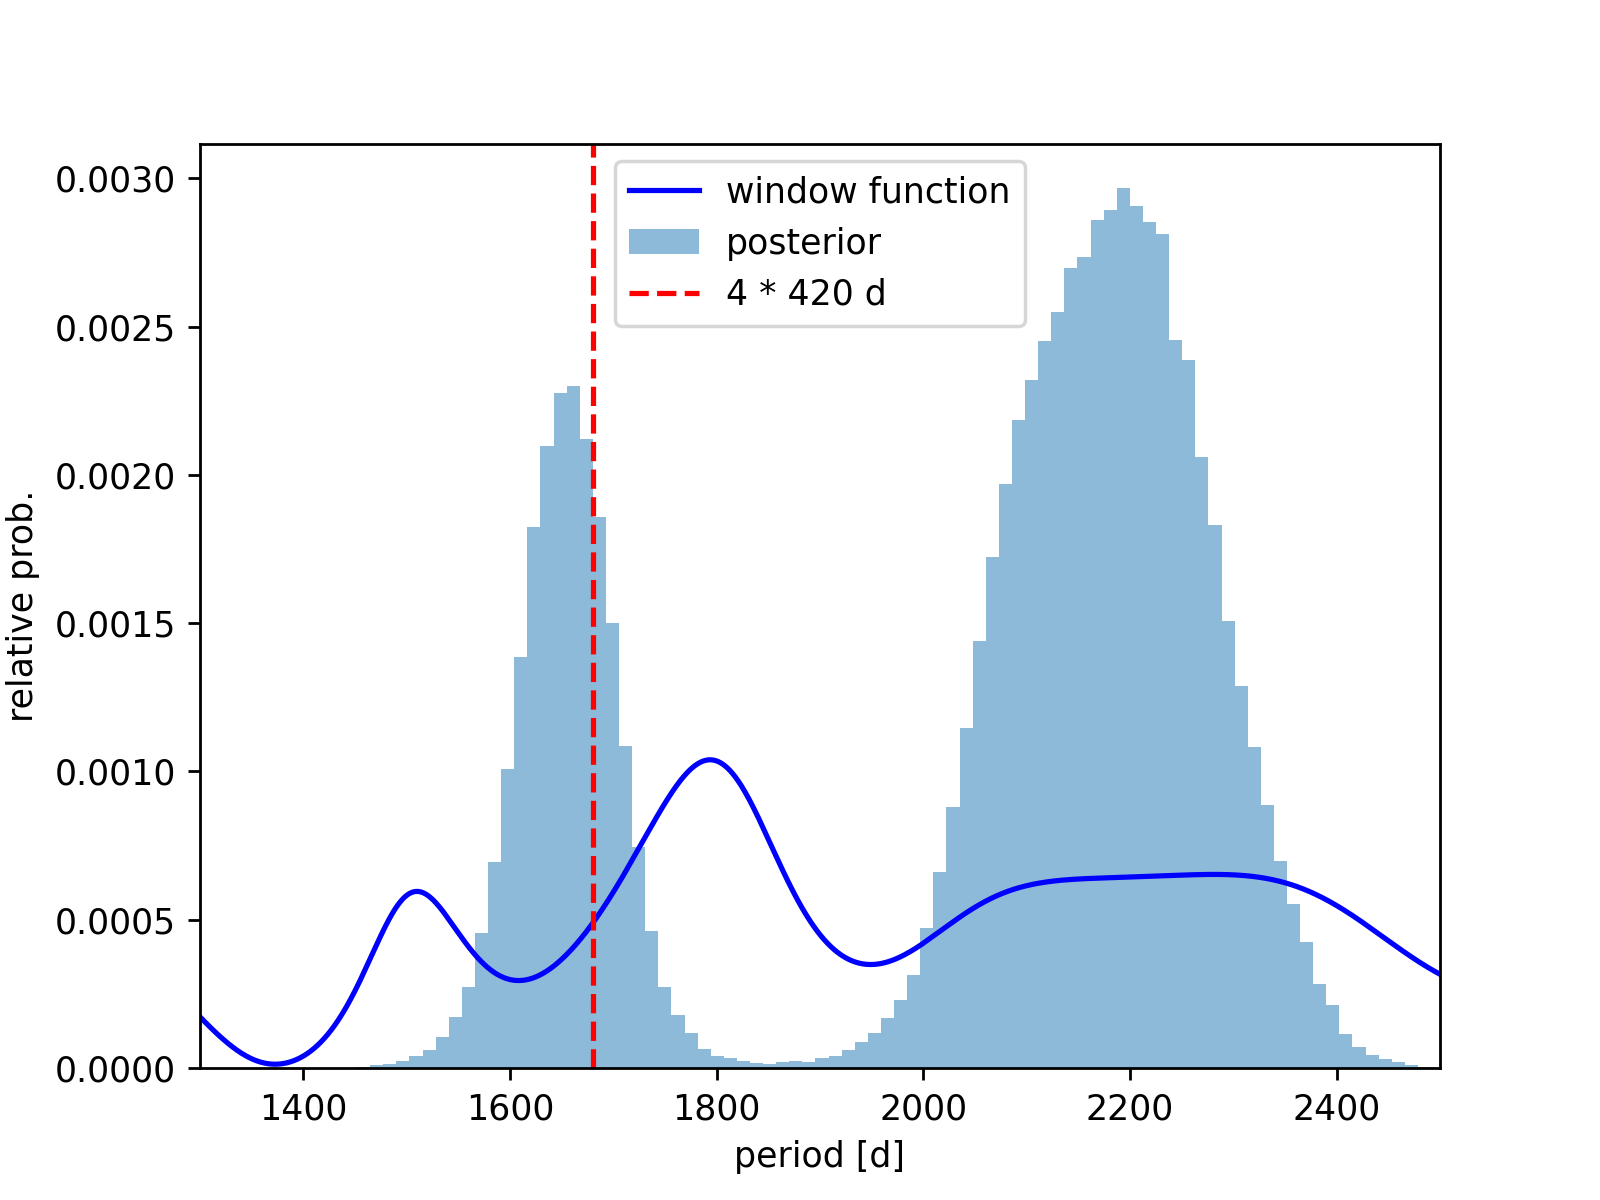 window function
posterior
4 * 420 d
0.0030
0.0025
0.0020
0.0015
0.0010
0.0005
0.0000
relative prob.
1400 1600 1800 2000 2200 2400
period [d]